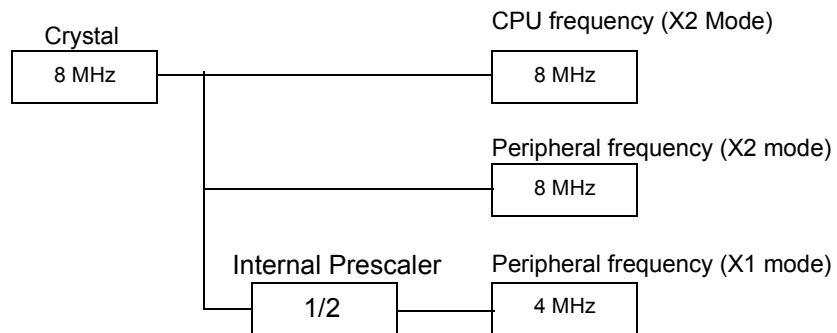 CPU frequency (X2 Mode)
Crystal
8 MHz
8 MHz
Peripheral frequency (X2 mode)
8 MHz
Internal Prescaler
Peripheral frequency (X1 mode)
1/2
4 MHz